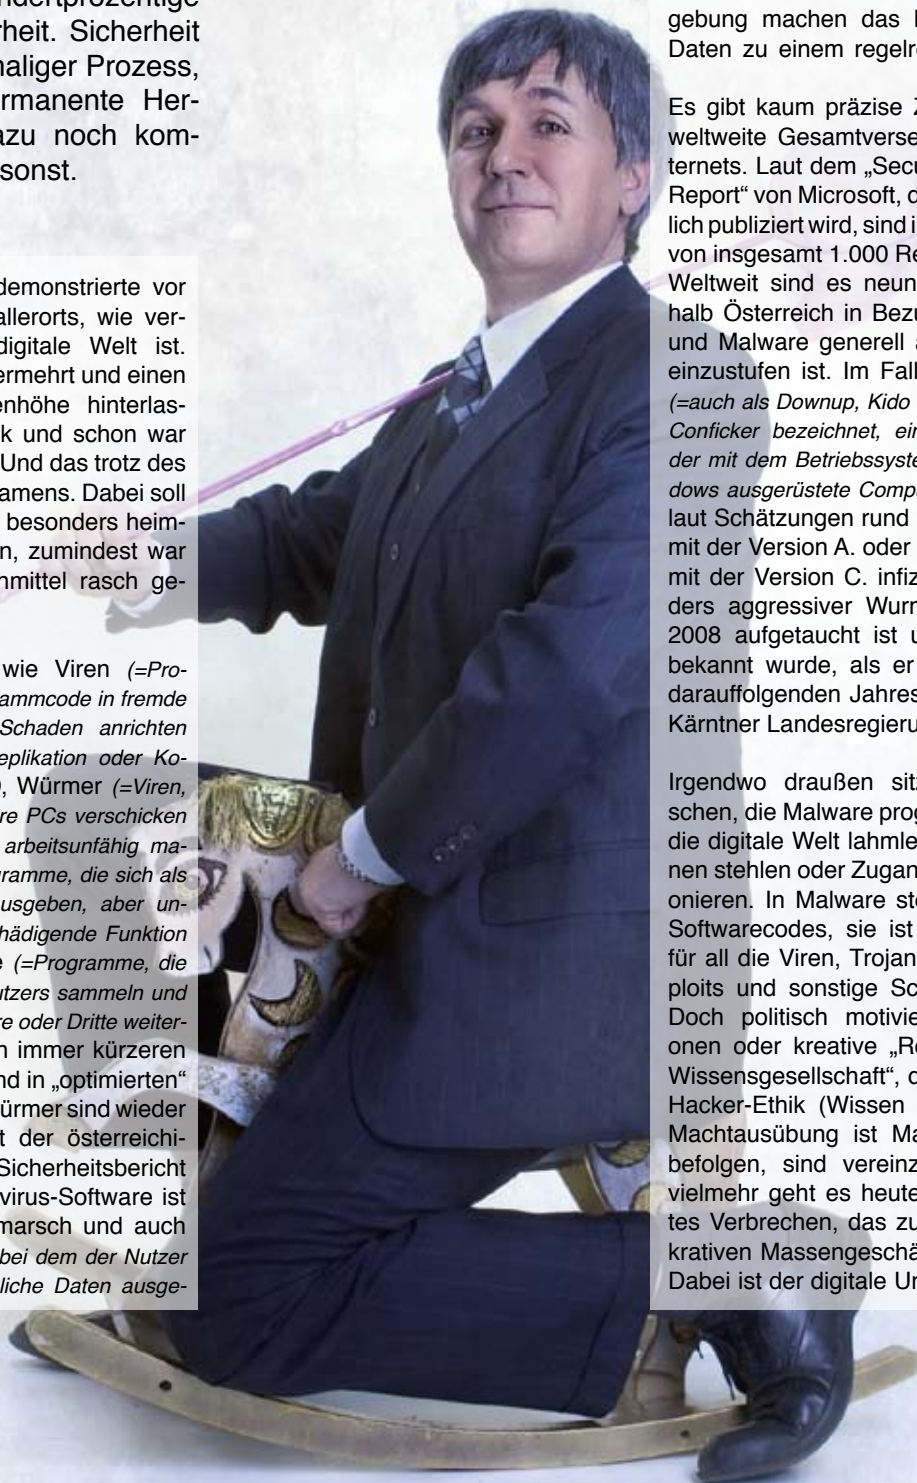 ndertprozentige
rheit. Sicherheit
naliger Prozess,
rmanente Her-
azu noch kom-
sonst.
demonstrierte vor
allerorts, wie ver-
digitale Welt ist.
ermehrt und einen
enhöhe hinterlas-
k und schon war
Und das trotz des
amens. Dabei soll
besonders heim-
n, zumindest war
nmittel rasch ge-
wie Viren (=Pro-
ammcode in fremde
Schaden anrichten
eplikation oder Ko-
), Würmer (=Viren,
re PCs verschicken
arbeitsunfähig ma-
gramme, die sich als
usgeben, aber un-
hädigende Funktion
e (=Programme, die
utzers sammeln und
re oder Dritte weiter-
n immer kürzeren
nd in „optimierten“
ürmer sind wieder
t der österreichi-
Sicherheitsbericht
virus-Software ist
marsch und auch
bei dem der Nutzer
liche Daten ausge-
gebung machen das
Daten zu einem regelre
Es gibt kaum präzise Z
weltweite Gesamtverse
ternets. Laut dem „Secu
Report“ von Microsoft, d
lich publiziert wird, sind i
von insgesamt 1.000 Re
Weltweit sind es neun
halb Österreich in Bezu
und Malware generell a
einzustufen ist. Im Fall
(=auch als Downup, Kido
Conficker bezeichnet, ein
der mit dem Betriebssyste
dows ausgerüstete Compu
laut Schätzungen rund
mit der Version A. oder
mit der Version C. infiz
ders aggressiver Wurm
2008 aufgetaucht ist u
bekannt wurde, als er
darauffolgenden Jahres
Kärntner Landesregieru
Irgendwo draußen sitz
schen, die Malware prog
die digitale Welt lahmle
nen stehlen oder Zugan
onieren. In Malware ste
Softwarecodes, sie ist
für all die Viren, Trojan
ploits und sonstige Sc
Doch politisch motivie
onen oder kreative „Re
Wissensgesellschaft“, d
Hacker-Ethik (Wissen
Machtausübung ist Ma
befolgen, sind vereinz
vielmehr geht es heute
tes Verbrechen, das zu
krativen Massengeschä
Dabei ist der digitale Un